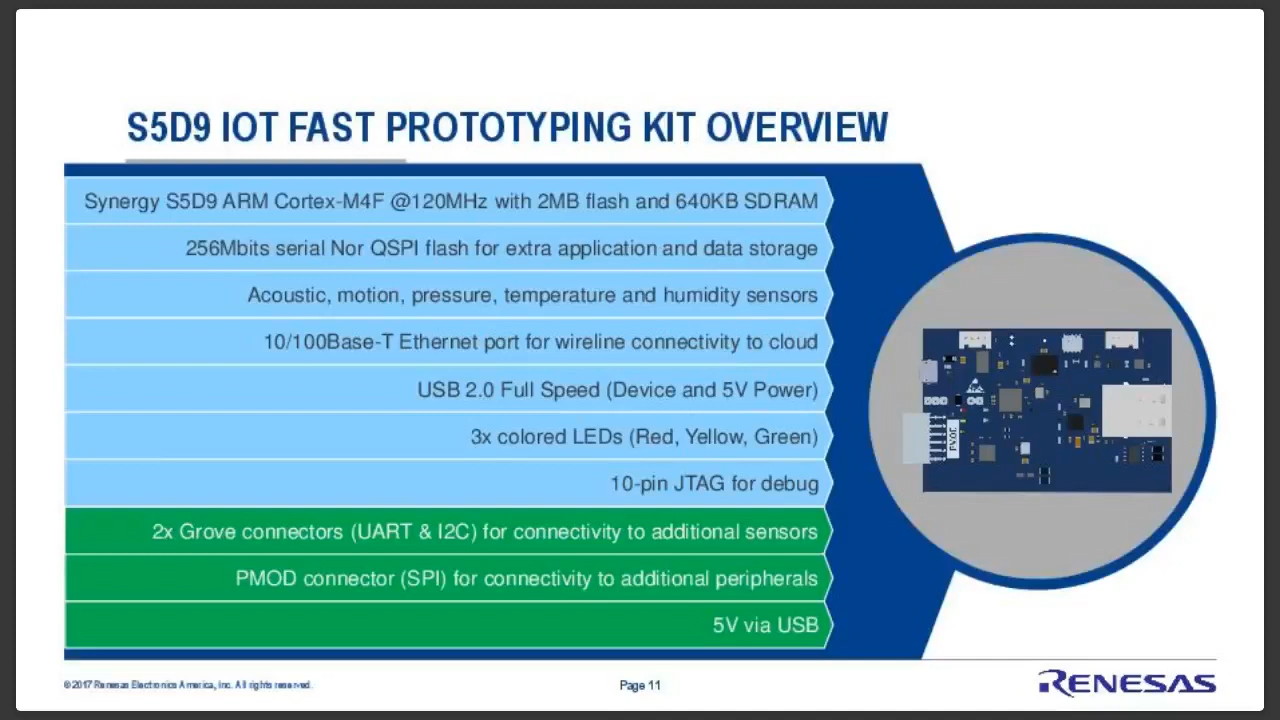 S5D9 IOT FAST PROTOTYPING KIT OVERVIEW
Synergy S5D9 ARM Cortex-M4F @120MHz with 2MB flash and 640KB SDRAM
256Mbits serial Nor QSPI flash for extra application and data storage
Acoustic, motion, pressure, temperature and humidity sensors
10/100Base-T Ethernet port for wireline connectivity to cloud
USB 2.0 Full Speed (Device and 5V Power)
3x colored LEDs (Red, Yellow, Green)
10-pin JTAG for debug
2x Grove connectors (UART & I2C) for connectivity to additional sensors
PMOD connector (SPI) for connectivity to additional peripherals
5V via USB
©2017 Renesas Electronics America, Inc. All rights reserved.
Page 11
RENESAS